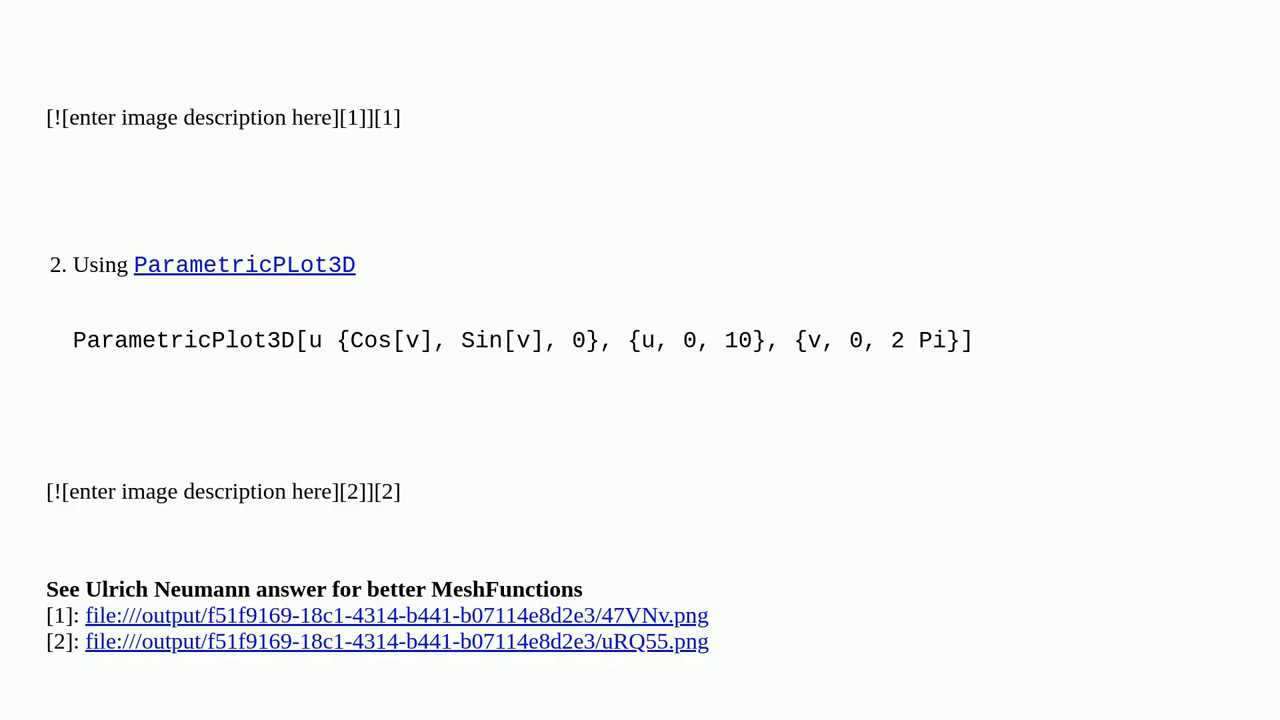 [![enter image description here][1]][1]
2. Using ParametricPLot3D
ParametricPlot3D[u {Cos[v], Sin[v], 0}, {u, 0, 10}, {v, 0, 2 Pi}]
[![enter image description here][2]][2]
See Ulrich Neumann answer for better MeshFunctions
[1]: file:///output/f51f9169-18c1-4314-b441-b07114e8d2e3/47VNv.png
[2]: file:///output/f51f9169-18c1-4314-b441-b07114e8d2e3/uRQ55.png